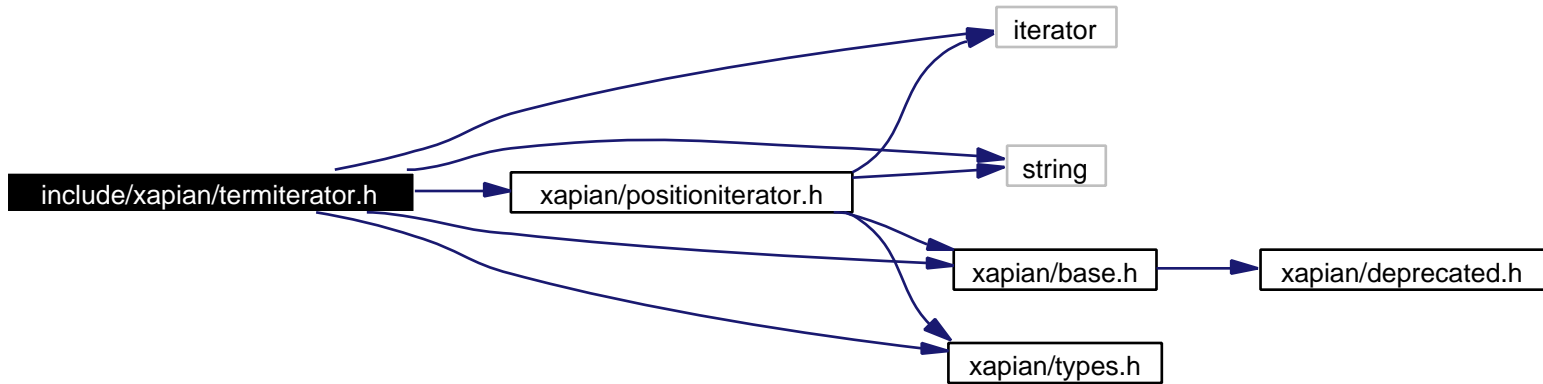 iterator
string
include/xapian/termiterator.h
xapian/positioniterator.h
xapian/base.h
xapian/deprecated.h
xapian/types.h